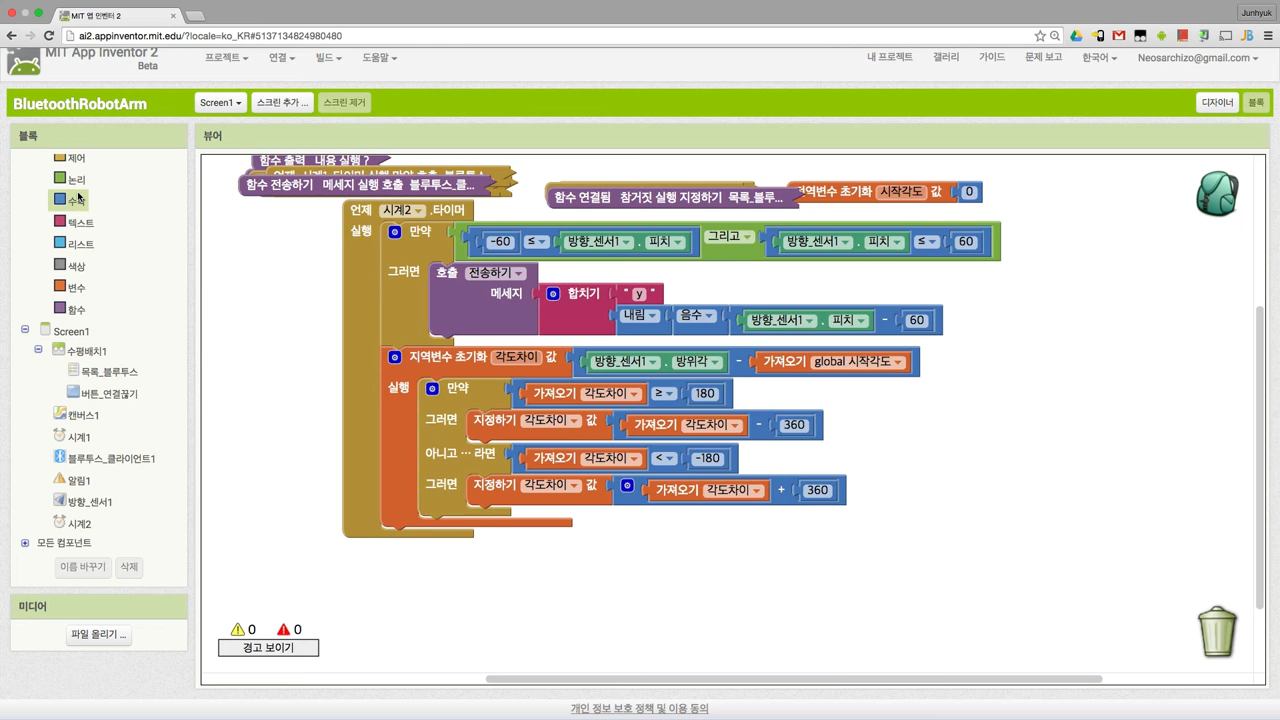 MIT 앱 인벤터 2
Junhyuk
ai2.appinventor.mit.edu/?locale=ko_KR#5137134824980480
MIT App Inventor 2
Beta
프로젝트 연결 빌드 도움말 내 프로젝트 갤러리 가이드 문제 보고 한국어 Neosarchizo@gmail.com
BluetoothRobotArm Screen1 스크린 추가 ... 스크린 제거 디자이너 블록
블록
뷰어
제어
논리
수학
텍스트
리스트
색상
변수
함수
Screen1
수평배치1
목록_블루투스
버튼_연결끊기
캔버스1
시계1
블루투스_클라이언트1
알림1
방향_센서1
시계2
모든 컴포넌트
이름 바꾸기 삭제
미디어
파일 올리기 ...
함수 출력 내용 실행 ?
언제 시계1 타이머 실행 만약 호출 블루투스
함수 전송하기 메세지 실행 호출 블루투스_클...
함수 연결됨 참거짓 실행 지정하기 목록_블루...
역변수 초기화 시작각도 값 0
언제 시계2 .타이머
실행 만약 -60 ≤ 방향_센서1 . 피치 그리고 방향_센서1 . 피치 ≤ 60
그러면 호출 전송하기
메세지 합치기 " y "
내림 음수 방향_센서1 . 피치 - 60
지역변수 초기화 각도차이 값 방향_센서1 . 방위각 - 가져오기 global 시작각도
실행 만약 가져오기 각도차이 ≥ 180
그러면 지정하기 각도차이 값 가져오기 각도차이 - 360
아니고 ... 라면 가져오기 각도차이 < -180
그러면 지정하기 각도차이 값 가져오기 각도차이 + 360
0 0
경고 보이기
개인 정보 보호 정책 및 이용 동의